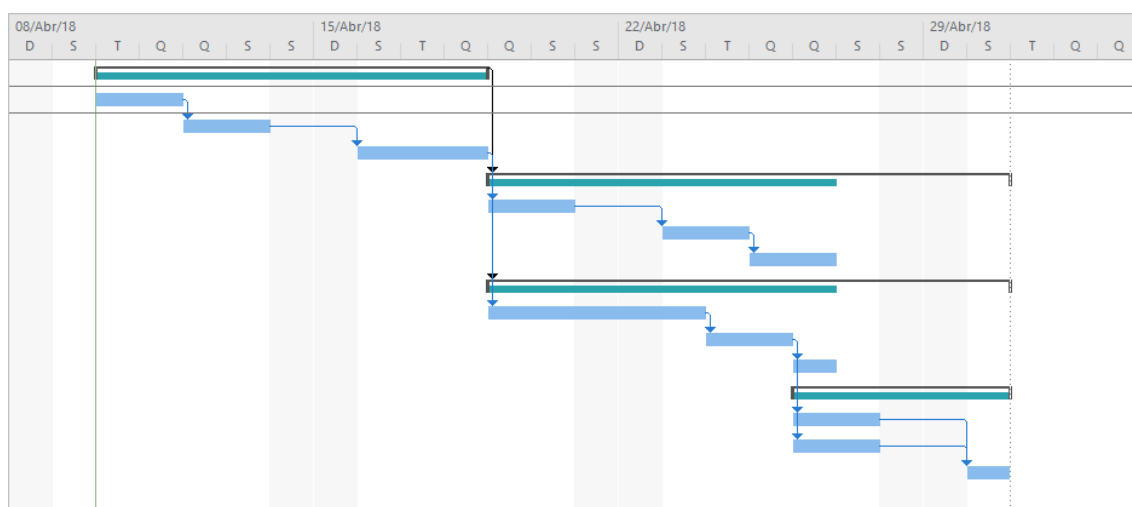 08/Abr/18 15/Abr/18 22/Abr/18 29/Abr/18
D S T Q Q S S D S T Q Q S S D S T Q Q S S D S T Q Q